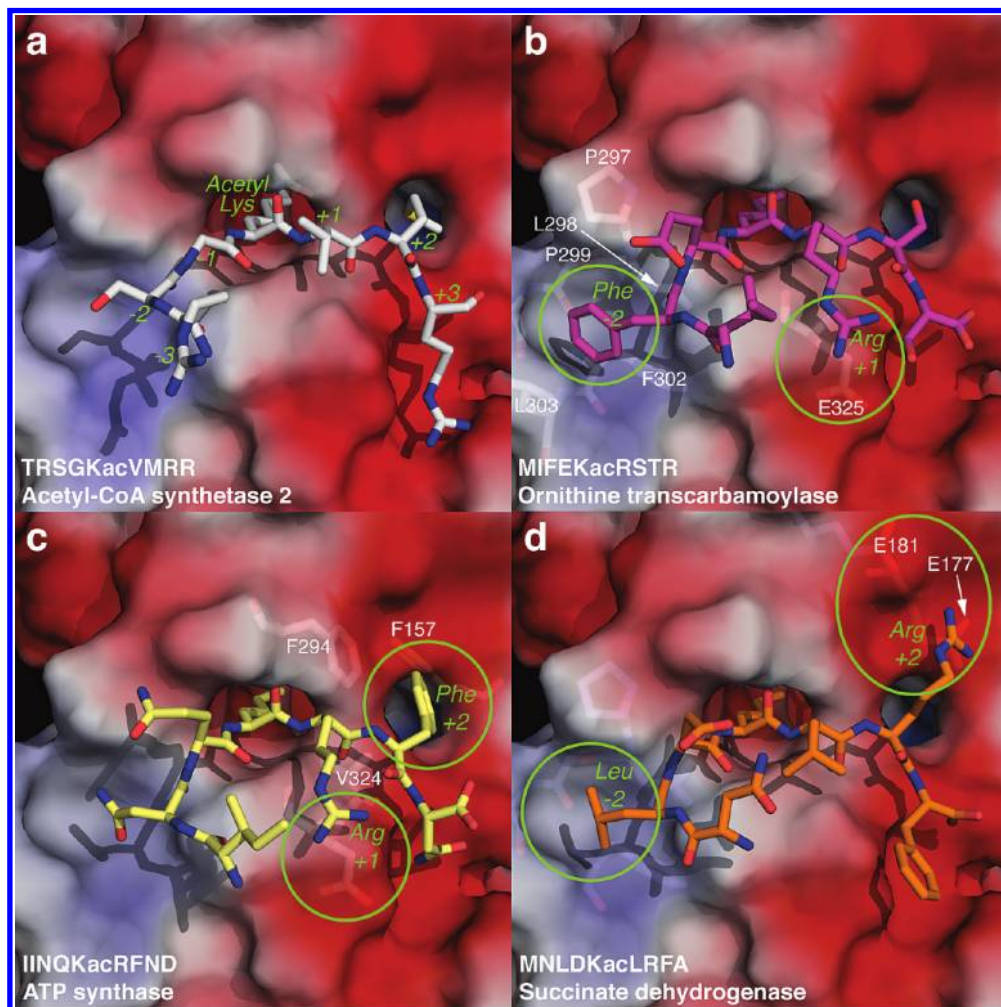 a
Acetyl
Lys
+1
+2
-1
+3
-2
-3
TRSGKacVMRR
Acetyl-CoA synthetase 2
b
P297
L298
P299
Phe
-2
Arg
+1
F302
E325
L303
MIFEKacRSTR
Ornithine transcarbamoylase
c
F294
F157
Phe
+2
V324
Arg
+1
IINQKacRFND
ATP synthase
d
E181
E177
Arg
+2
Leu
-2
MNLDKacLRFA
Succinate dehydrogenase